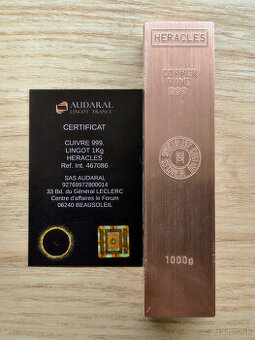 AUDARAL
LINGOT FRANCE
CERTIFICAT
CUIVRE 999.
LINGOT 1Kg
HERACLES
Ref. Int. 467086
SAS AUDARAL
92769972800014
33 Bd. du Général LECLERC
Centre d'affaires le Forum
06240 BEAUSOLEIL
HERACLES
COPPER
FINE
999
1000g